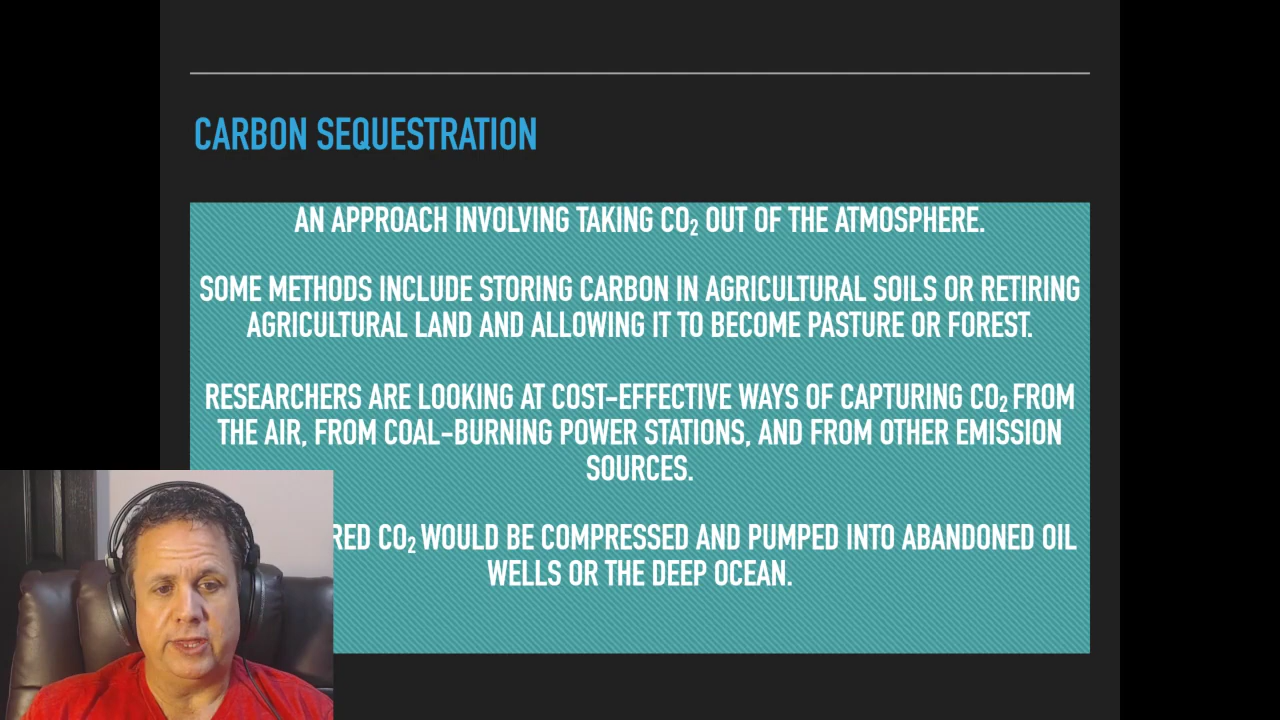 CARBON SEQUESTRATION
AN APPROACH INVOLVING TAKING CO₂ OUT OF THE ATMOSPHERE.
SOME METHODS INCLUDE STORING CARBON IN AGRICULTURAL SOILS OR RETIRING
AGRICULTURAL LAND AND ALLOWING IT TO BECOME PASTURE OR FOREST.
RESEARCHERS ARE LOOKING AT COST-EFFECTIVE WAYS OF CAPTURING CO₂ FROM
THE AIR, FROM COAL-BURNING POWER STATIONS, AND FROM OTHER EMISSION
SOURCES.
CO₂ WOULD BE COMPRESSED AND PUMPED INTO ABANDONED OIL
WELLS OR THE DEEP OCEAN.